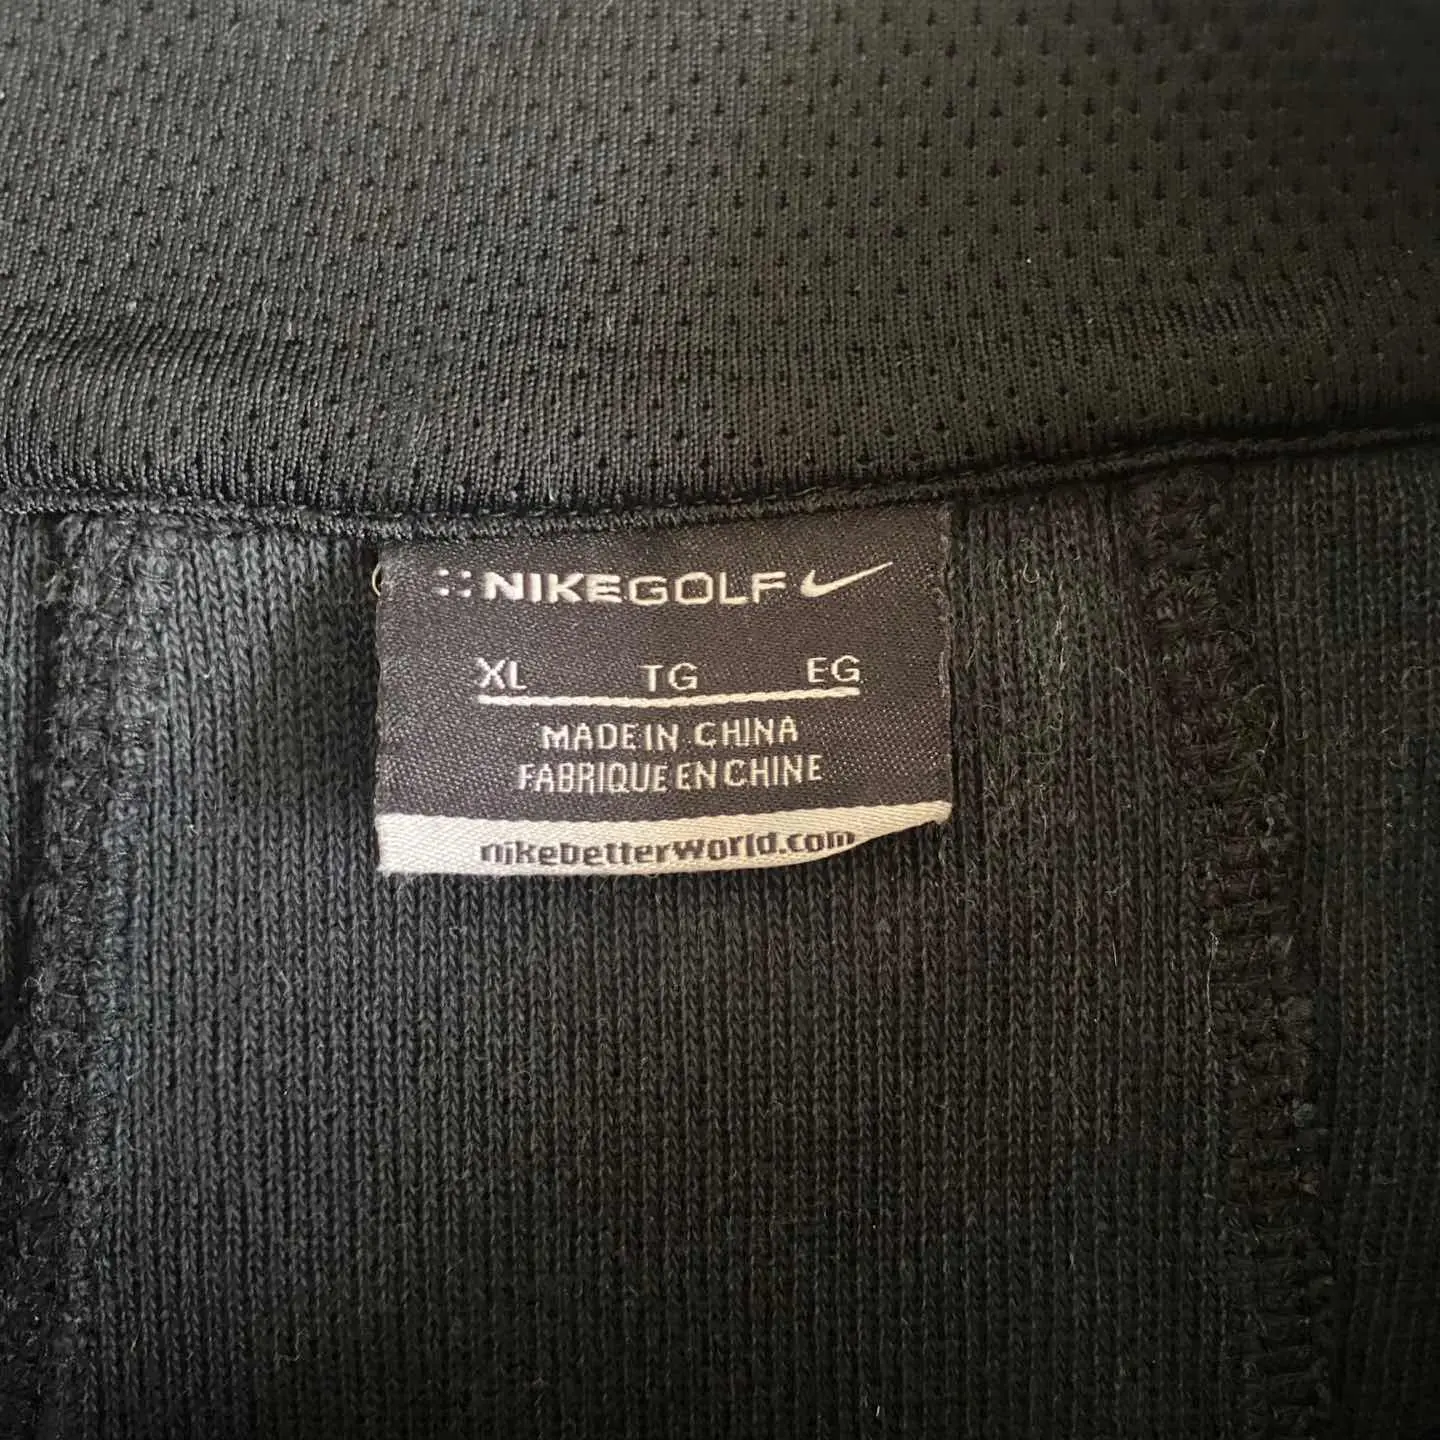 NIKEGOLF
XL TG EG
MADE IN CHINA
FABRIQUE EN CHINE
nikebetterworld.com